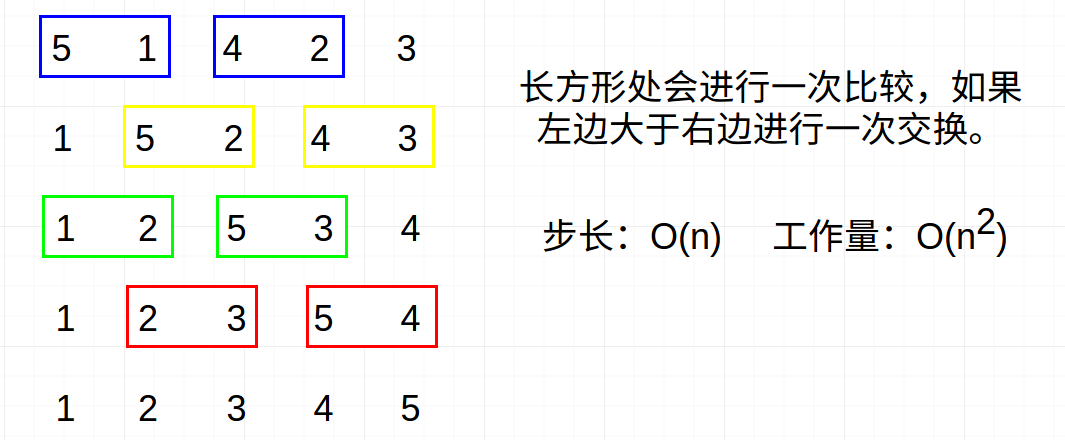 5 1 4 2 3
1 5 2 4 3
1 2 5 3 4
1 2 3 5 4
1 2 3 4 5
长方形处会进行一次比较，如果
左边大于右边进行一次交换。
步长：O(n) 工作量：O(n²)